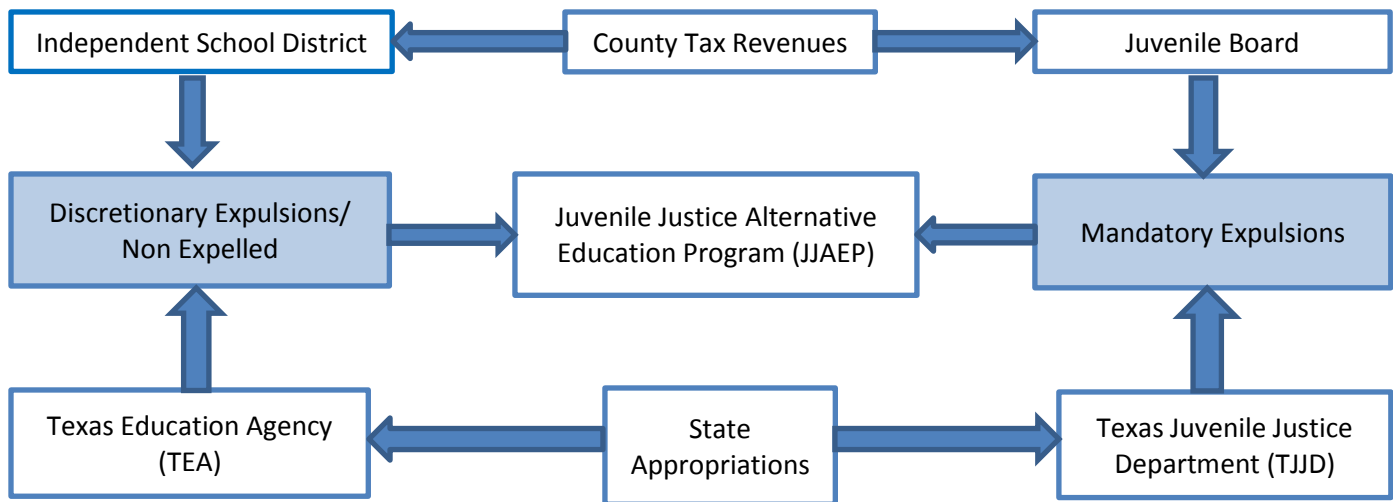 Independent School District
County Tax Revenues
Juvenile Board
Discretionary Expulsions/
Non Expelled
Juvenile Justice Alternative
Education Program (JJAEP)
Mandatory Expulsions
Texas Education Agency
(TEA)
State
Appropriations
Texas Juvenile Justice
Department (TJJD)